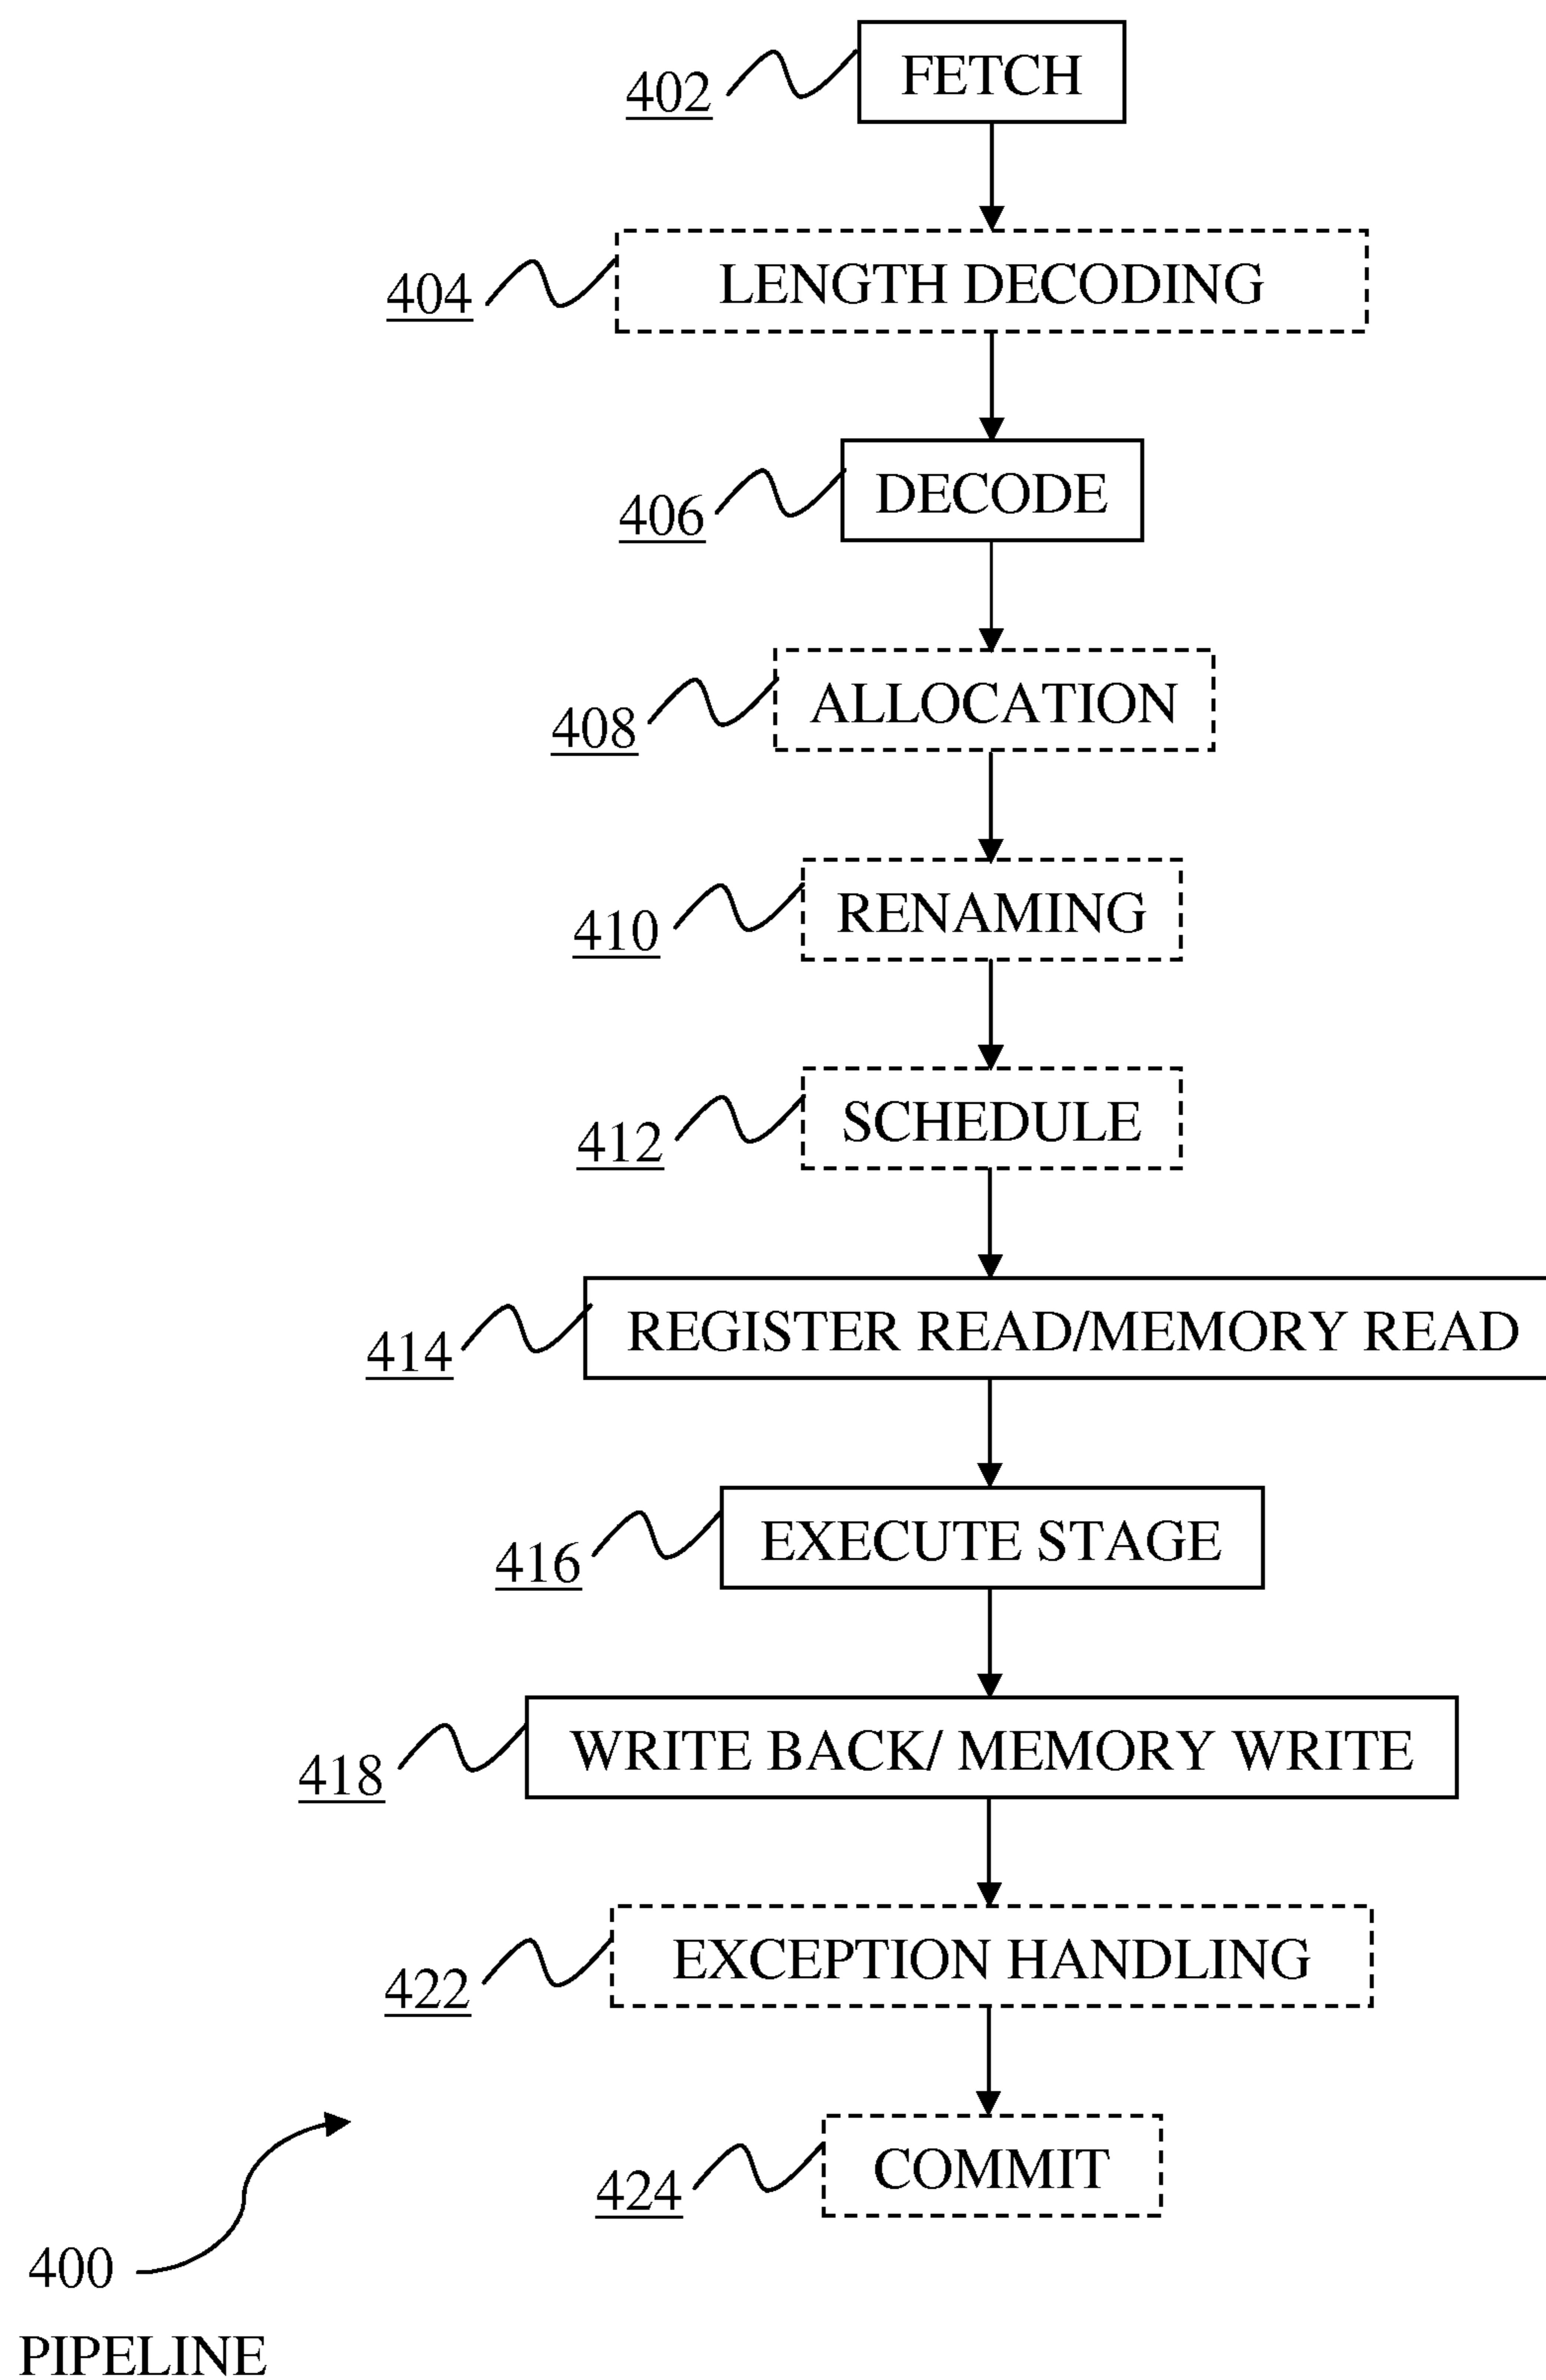 FETCH
402
LENGTH DECODING
404
DECODE
406
ALLOCATION
408
RENAMING
410
SCHEDULE
412
REGISTER READ/MEMORY READ
414
EXECUTE STAGE
416
WRITE BACK/ MEMORY WRITE
418
EXCEPTION HANDLING
422
COMMIT
424
400
PIPELINE